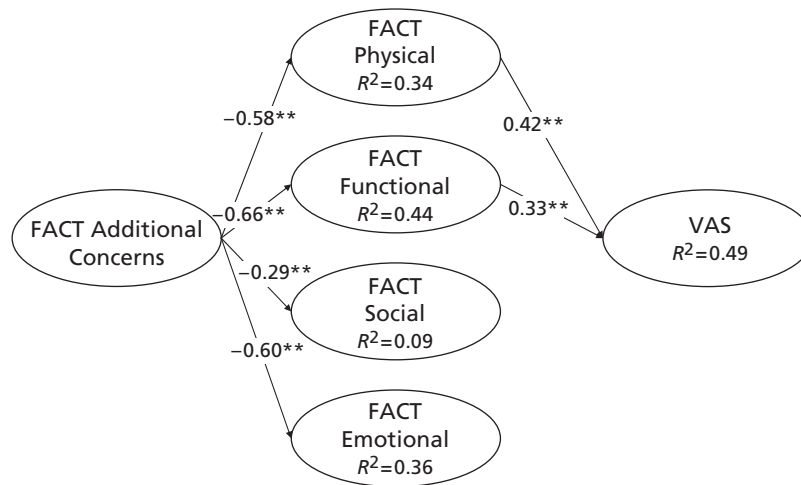 FACT
Physical
R²=0.34
−0.58**
0.42**
FACT
Functional
R²=0.44
−0.66**
0.33**
FACT Additional
Concerns
VAS
R²=0.49
−0.29**
FACT
Social
R²=0.09
−0.60**
FACT
Emotional
R²=0.36